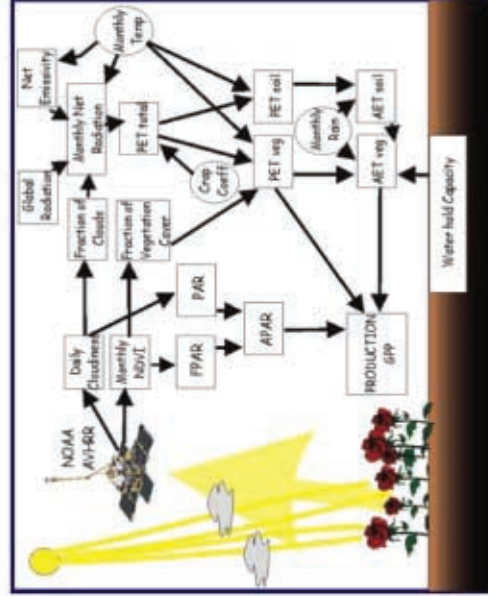 NOAA
AVHRR
Daily
Cloudiness
Monthly
NDVI
Global
Radiation
Net
Emissivity
Fraction of
Clouds
Monthly Net
Radiation
Monthly
Temp
Fraction of
Vegetation
Cover
PET total
Crop
Coeff
FPAR
PAR
APAR
PET veg
PET soil
Monthly
Rain
AET veg
AET soil
PRODUCTION
GPP
Water hold Capacity